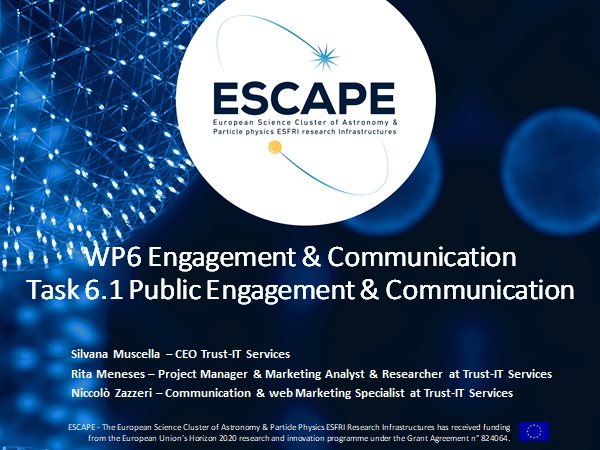 ESCAPE
European Science Cluster of Astronomy &
Particle physics ESFRI research Infrastructures
WP6 Engagement & Communication
Task 6.1 Public Engagement & Communication
Silvana Muscella – CEO Trust-IT Services
Rita Meneses – Project Manager & Marketing Analyst & Researcher at Trust-IT Services
Niccolò Zazzeri – Communication & web Marketing Specialist at Trust-IT Services
ESCAPE - The European Science Cluster of Astronomy & Particle Physics ESFRI Research Infrastructures has received funding
from the European Union's Horizon 2020 research and innovation programme under the Grant Agreement n° 824064.